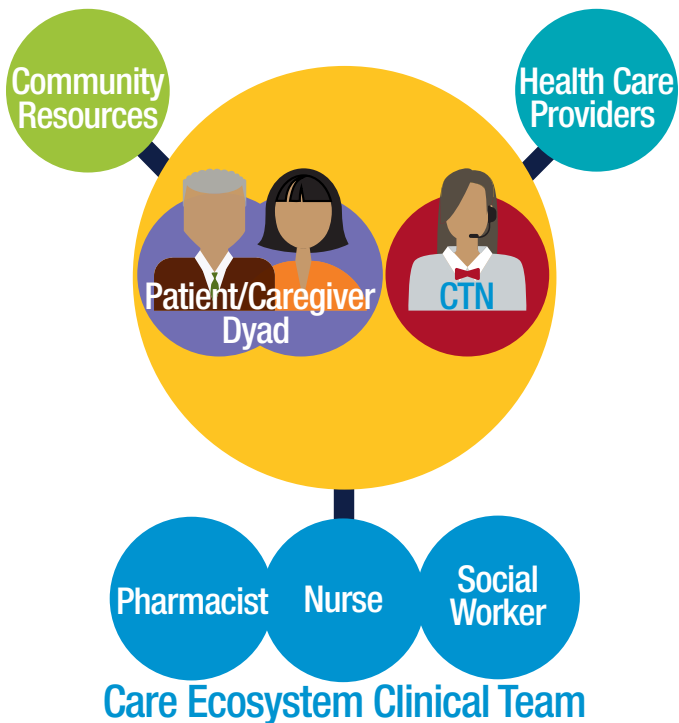 Community
Resources
Health Care
Providers
Patient/Caregiver
Dyad
CTN
Pharmacist
Nurse
Social
Worker
Care Ecosystem Clinical Team